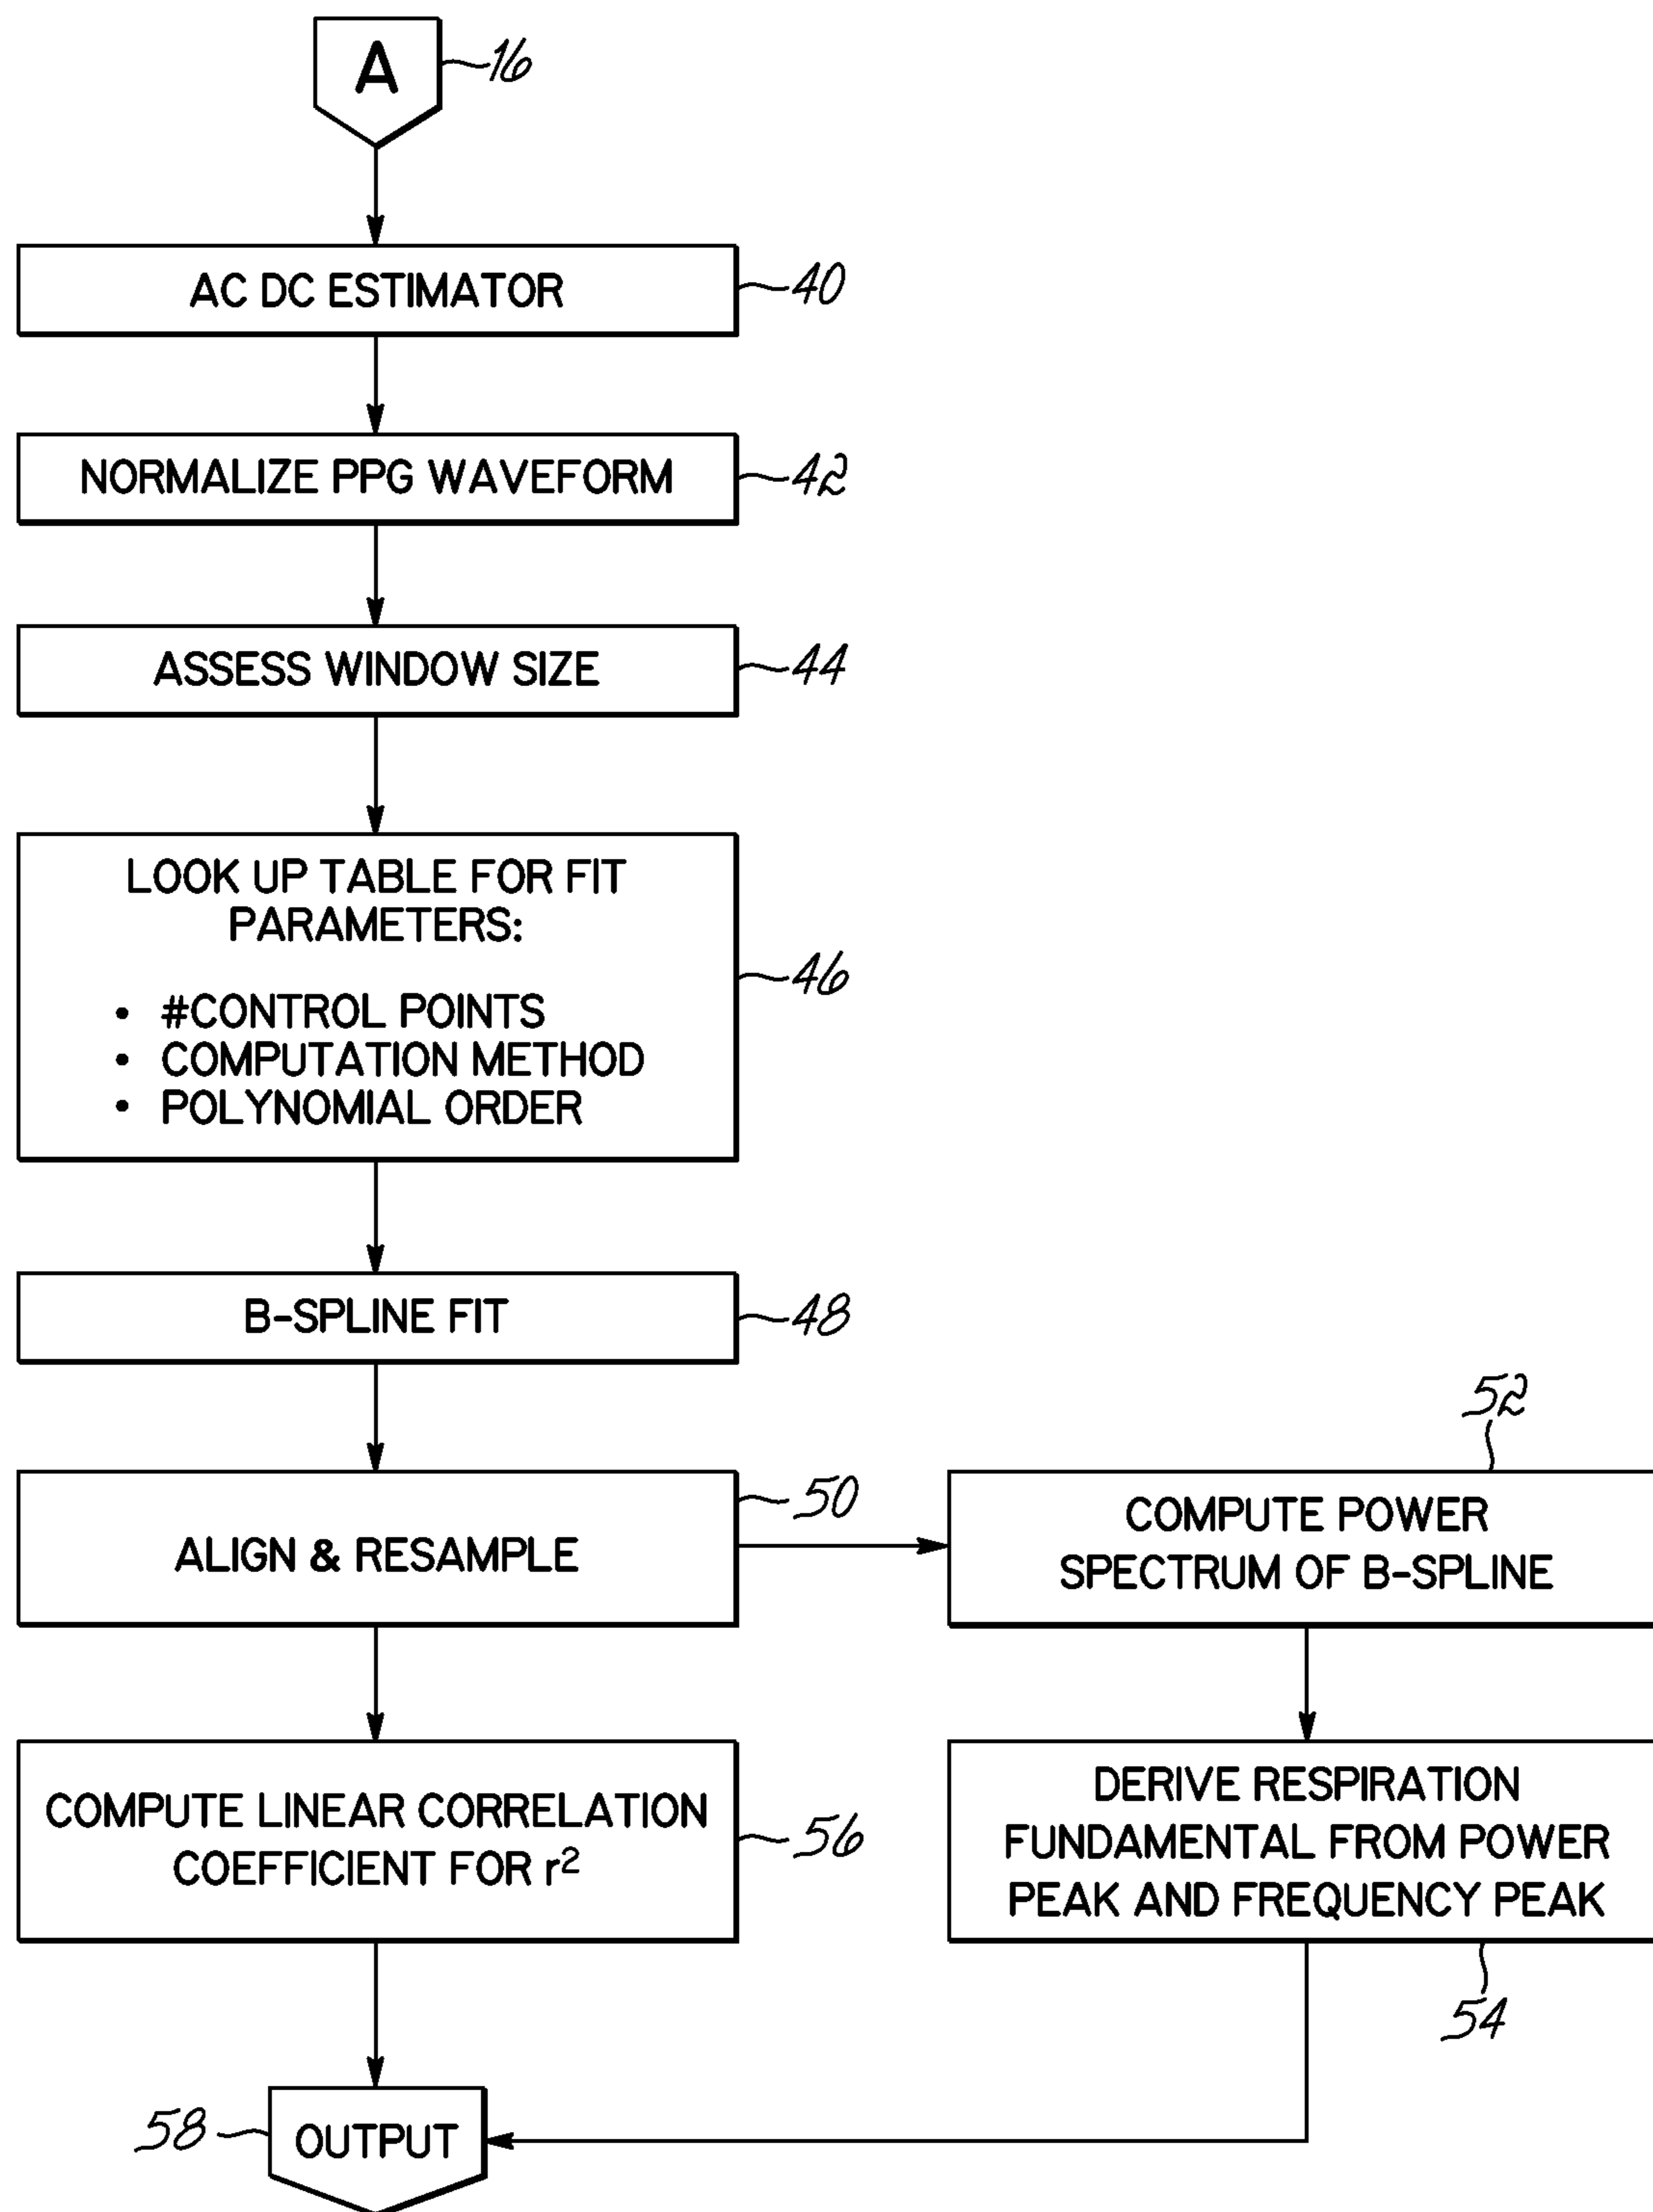 A
16
AC DC ESTIMATOR
40
NORMALIZE PPG WAVEFORM
42
ASSESS WINDOW SIZE
44
LOOK UP TABLE FOR FIT
PARAMETERS:
• #CONTROL POINTS
• COMPUTATION METHOD
• POLYNOMIAL ORDER
46
B-SPLINE FIT
48
ALIGN & RESAMPLE
50
52
COMPUTE POWER
SPECTRUM OF B-SPLINE
COMPUTE LINEAR CORRELATION
COEFFICIENT FOR r²
56
DERIVE RESPIRATION
FUNDAMENTAL FROM POWER
PEAK AND FREQUENCY PEAK
54
58
OUTPUT